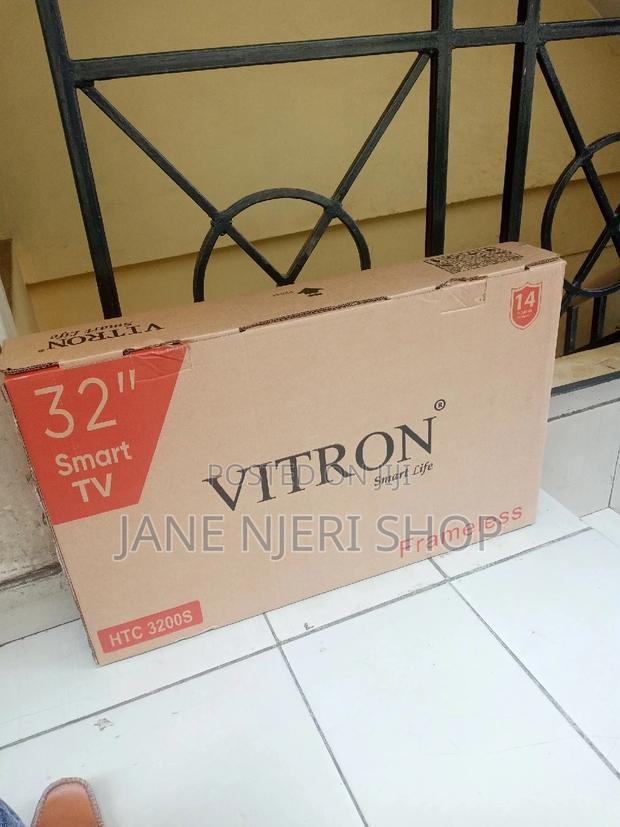 VITRON®
Smart Life
14
32"
Smart
TV
VITRON®
Smart Life
POSTED ON JIJI
JANE NJERI SHOP
Frameless
HTC 3200S